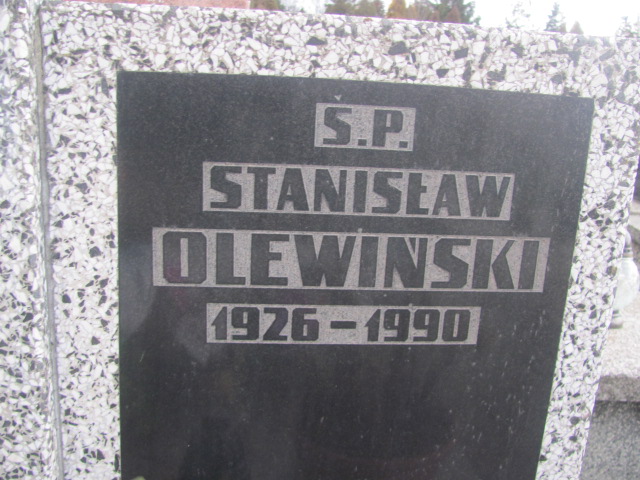 S.P.
STANISŁAW
OLEWIŃSKI
1926-1990